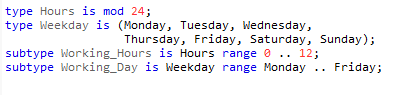 type Hours is mod 24;
type Weekday is (Monday, Tuesday, Wednesday,
Thursday, Friday, Saturday, Sunday);
subtype Working_Hours is Hours range 0 .. 12;
subtype Working_Day is Weekday range Monday .. Friday;